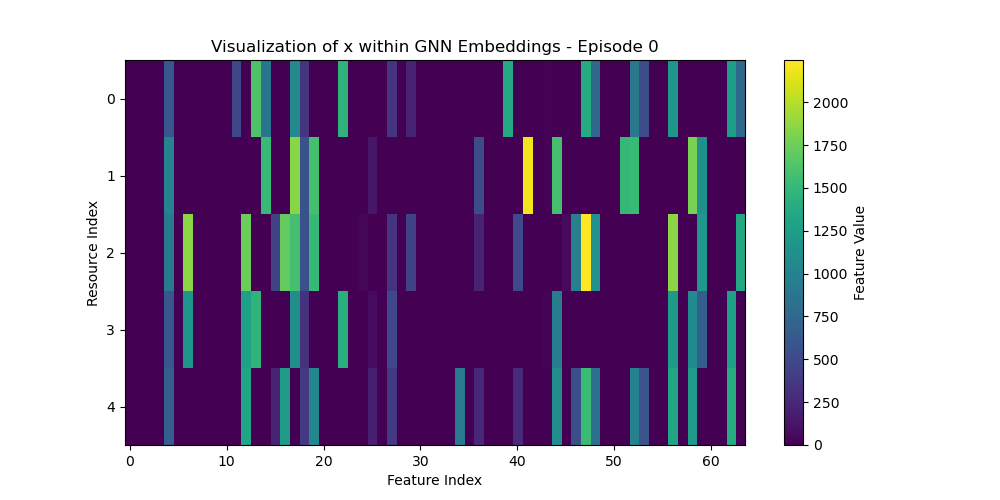 Visualization of x within GNN Embeddings - Episode 0
Resource Index
0
1
2
3
4
0 10 20 30 40 50 60
Feature Index
2000
1750
1500
1250
1000
750
500
250
0
Feature Value